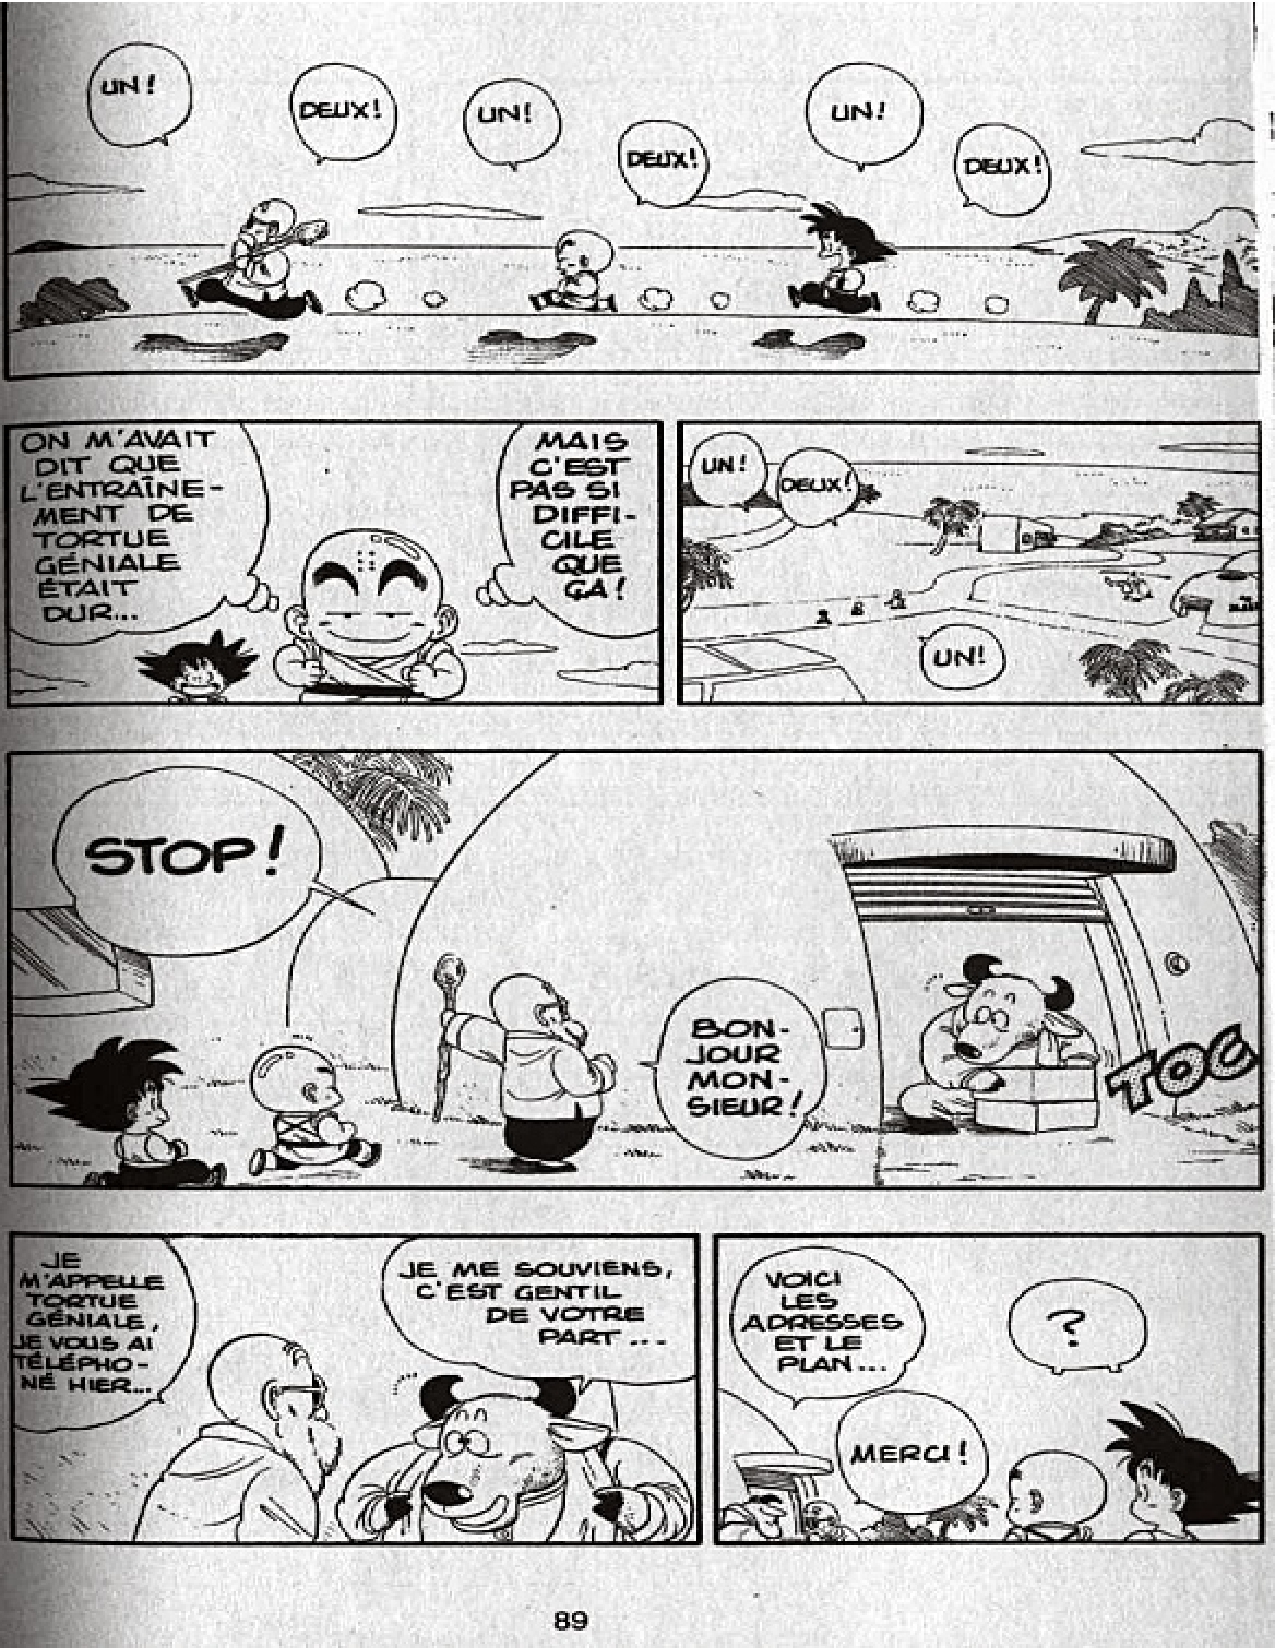 UN!
DEUX!
UN!
DEUX!
UN!
DEUX!
ON M'AVAIT
DIT QUE
L'ENTRAÎNE-
MENT DE
TORTUE
GÉNIALE
ÉTAIT
DUR...
MAIS
C'EST
PAS SI
DIFFI-
CILE
QUE
ÇA!
UN!
DEUX!
UN!
STOP!
BON-
JOUR
MON-
SIEUR!
TOC
JE
M'APPELLE
TORTUE
GÉNIALE,
JE VOUS AI
TÉLÉPHO-
NÉ HIER...
JE ME SOUVIENS,
C'EST GENTIL
DE VOTRE
PART...
VOICI
LES
ADRESSES
ET LE
PLAN...
MERCI!
?
89